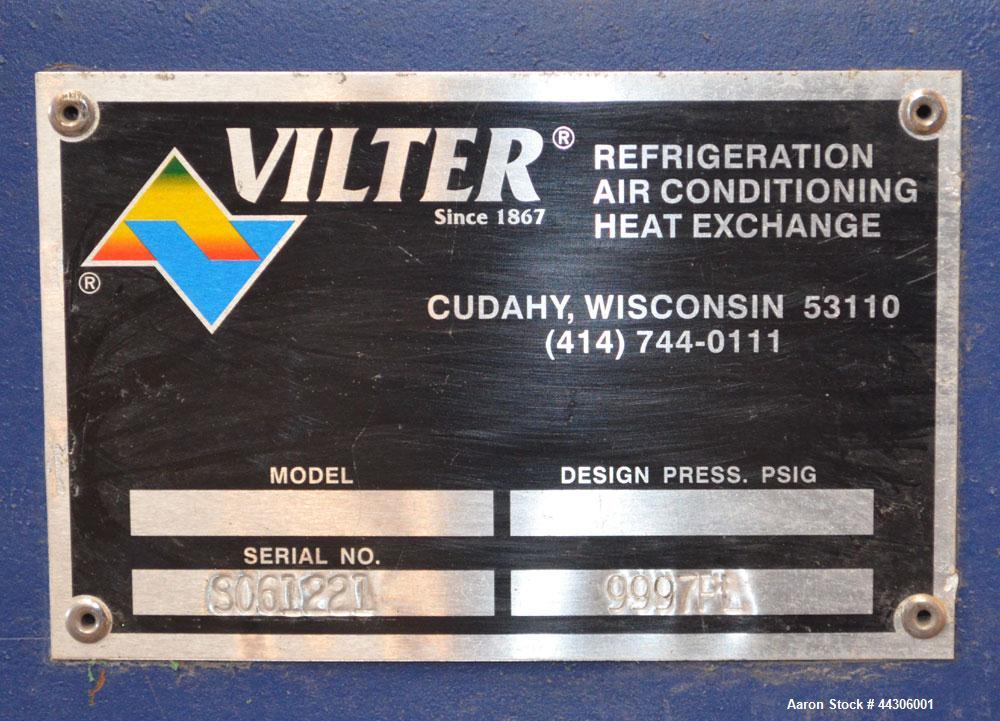 VILTER®
Since 1867
REFRIGERATION
AIR CONDITIONING
HEAT EXCHANGE
®
CUDAHY, WISCONSIN 53110
(414) 744-0111
MODEL
DESIGN PRESS. PSIG
SERIAL NO.
S061221
9997P1
Aaron Stock # 44306001